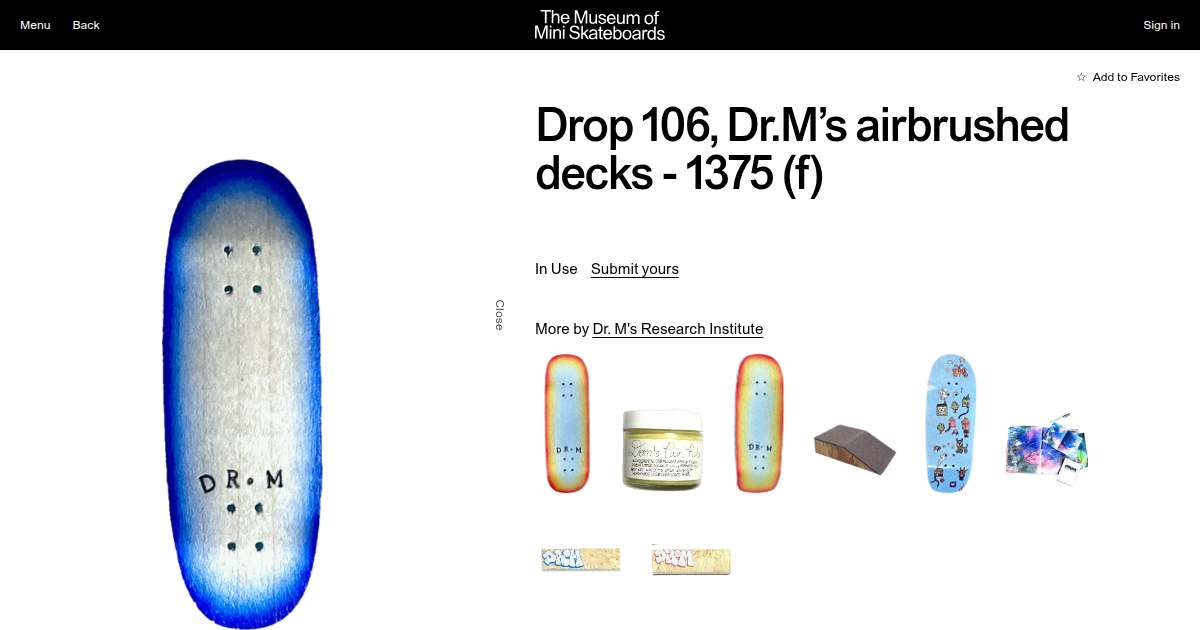 Menu
Back
The Museum of
Mini Skateboards
Sign in
☆ Add to Favorites
Drop 106, Dr.M’s airbrushed
decks - 1375 (f)
In Use
Submit yours
Close
More by Dr. M's Research Institute
DR.M
DR.M
DR.M